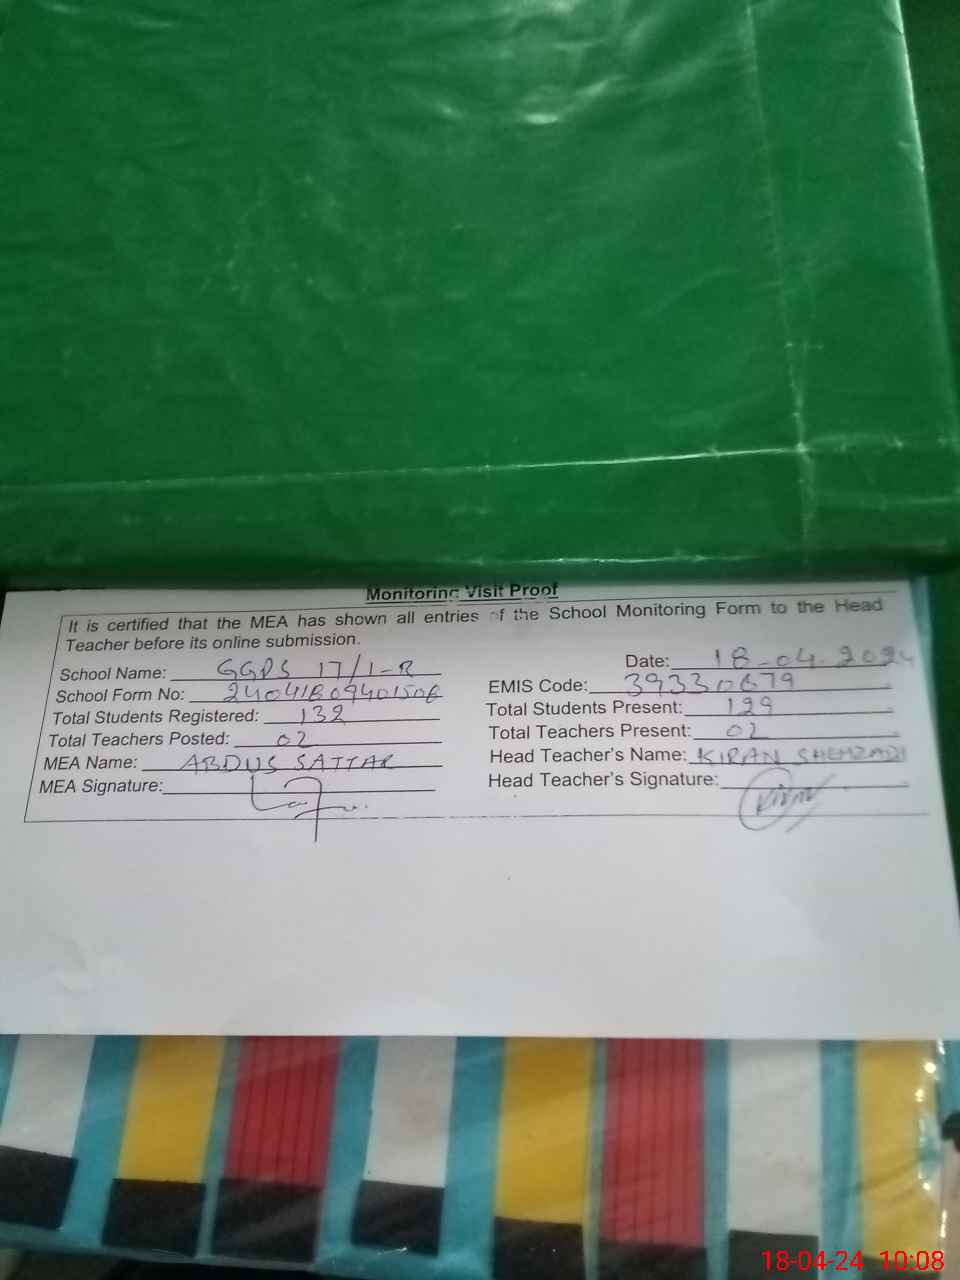 Monitoring Visit Proof
It is certified that the MEA has shown all entries of the School Monitoring Form to the Head
Teacher before its online submission.
School Name: GGPS 17/1-R Date: 18-04-2024
School Form No: EMIS Code: 39330679
Total Students Registered: 132 Total Students Present: 129
Total Teachers Posted: 02 Total Teachers Present: 02
MEA Name: ABDUS SATTAR Head Teacher's Name: KIRAN SHEHZADI
MEA Signature: Head Teacher's Signature: Kiran
18-04-24 10:08